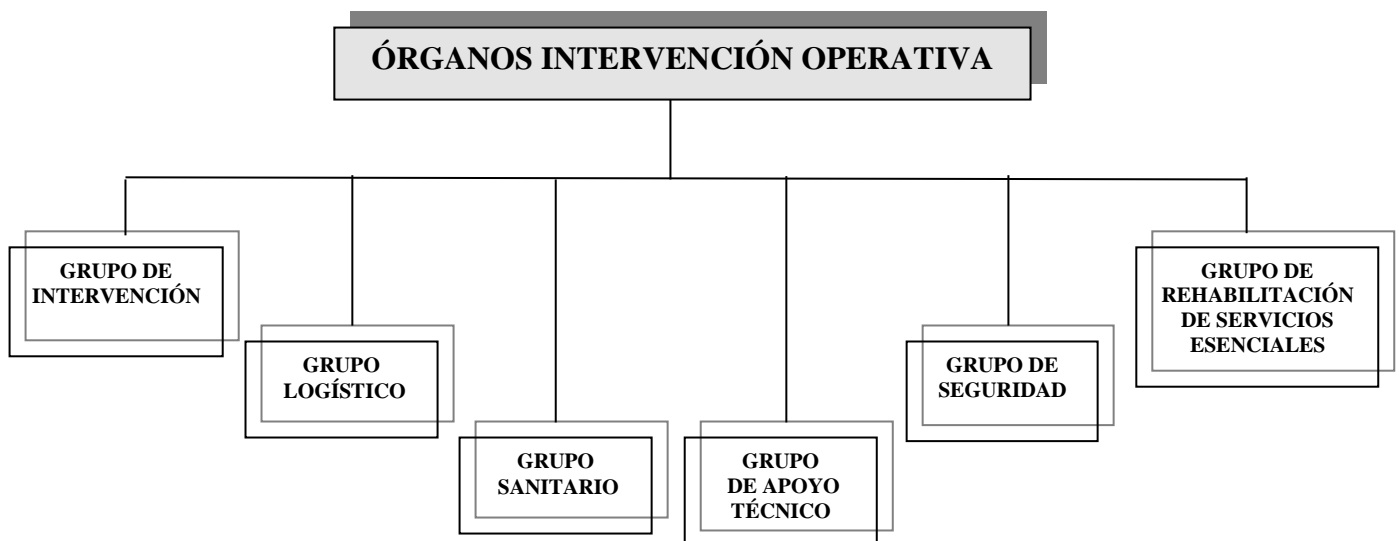 ÓRGANOS INTERVENCIÓN OPERATIVA
GRUPO DE
INTERVENCIÓN
GRUPO
LOGÍSTICO
GRUPO
SANITARIO
GRUPO
DE APOYO
TÉCNICO
GRUPO DE
SEGURIDAD
GRUPO DE
REHABILITACIÓN
DE SERVICIOS
ESENCIALES